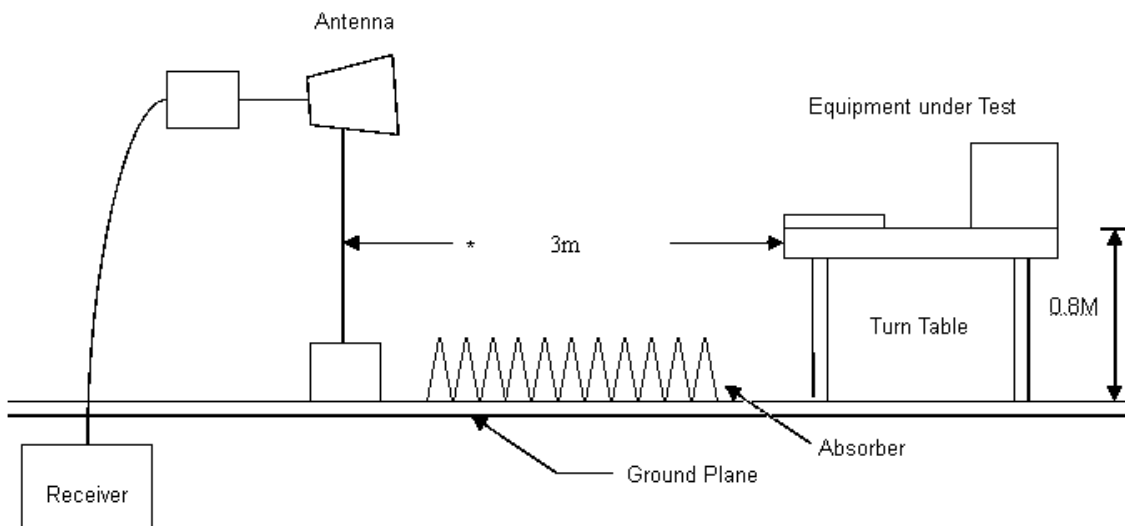 Antenna
Equipment under Test
* 3m
0.8M
Turn Table
Absorber
Ground Plane
Receiver